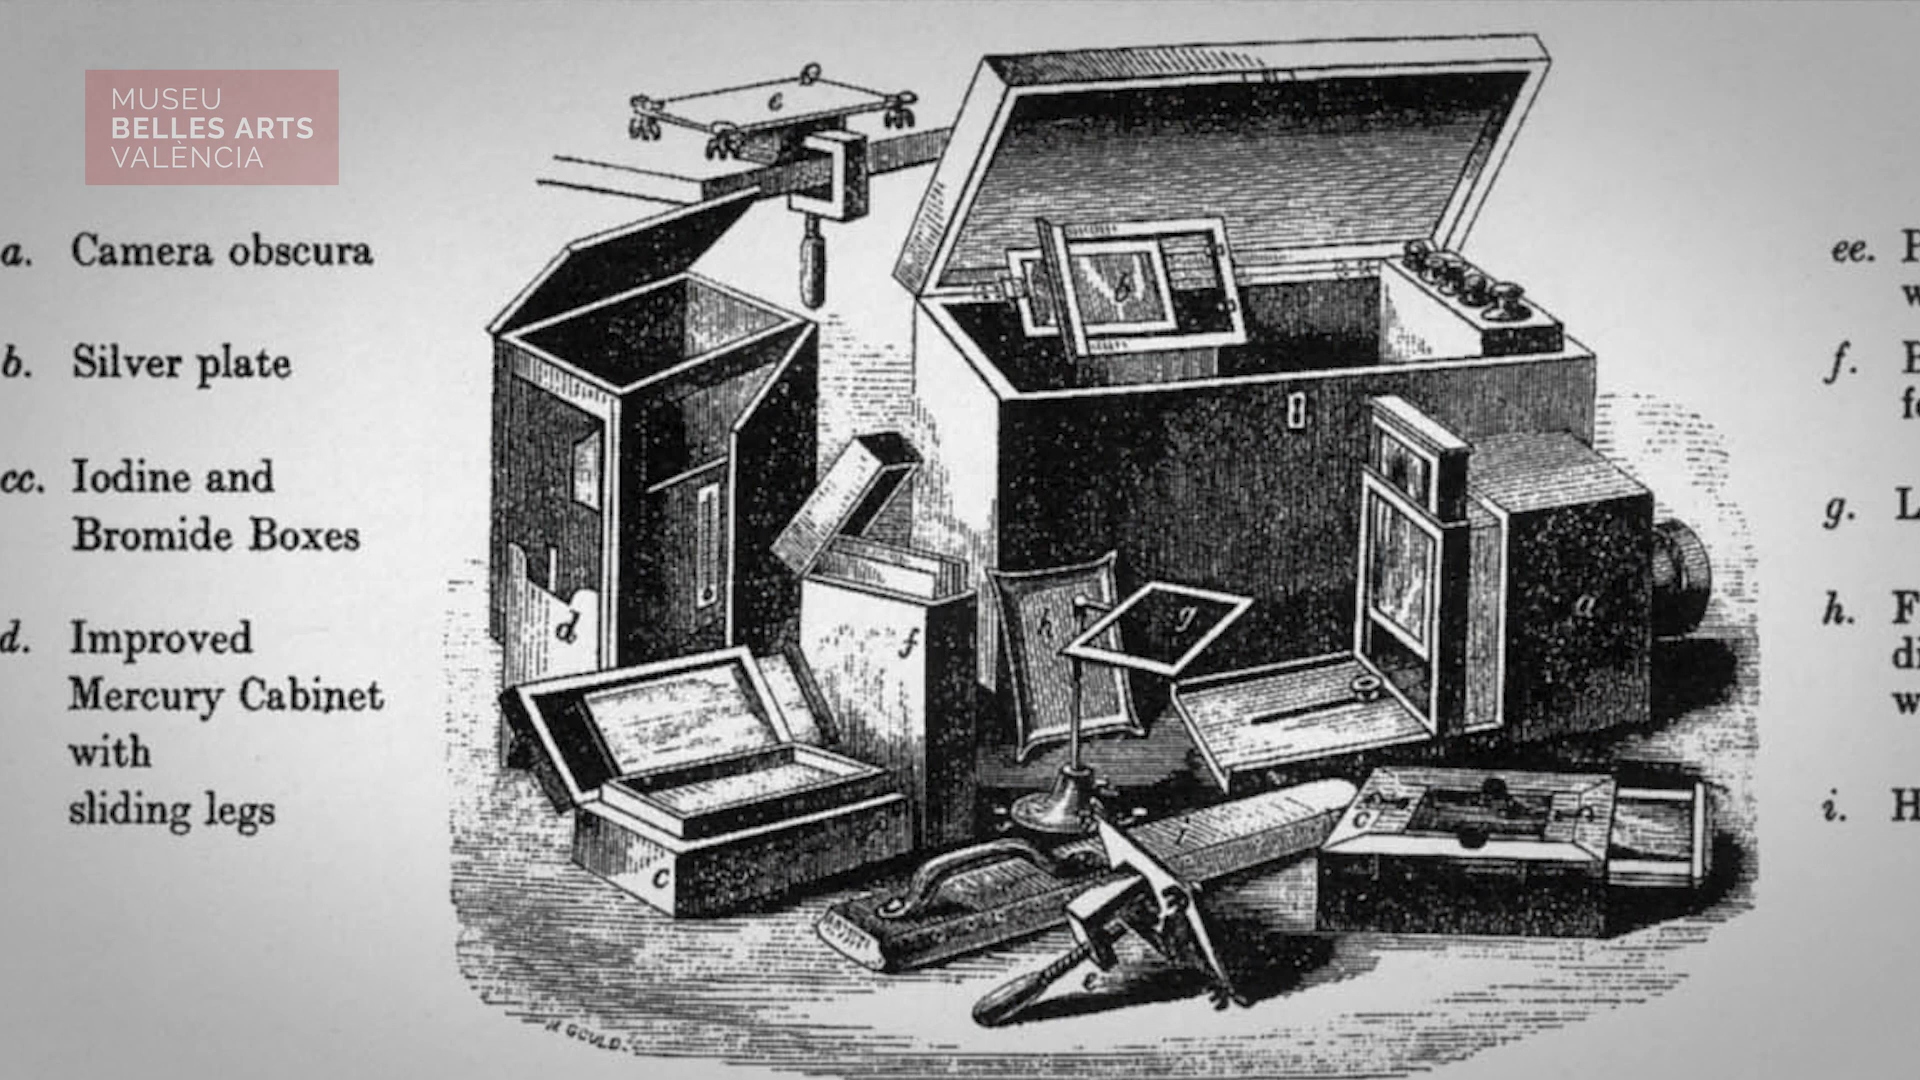 MUSEU
BELLES ARTS
VALÈNCIA
a. Camera obscura
b. Silver plate
cc. Iodine and
Bromide Boxes
d. Improved
Mercury Cabinet
with
sliding legs
e
b
d
f
h
g
a
c
c
i
e
ee.
f.
g.
h.
i.